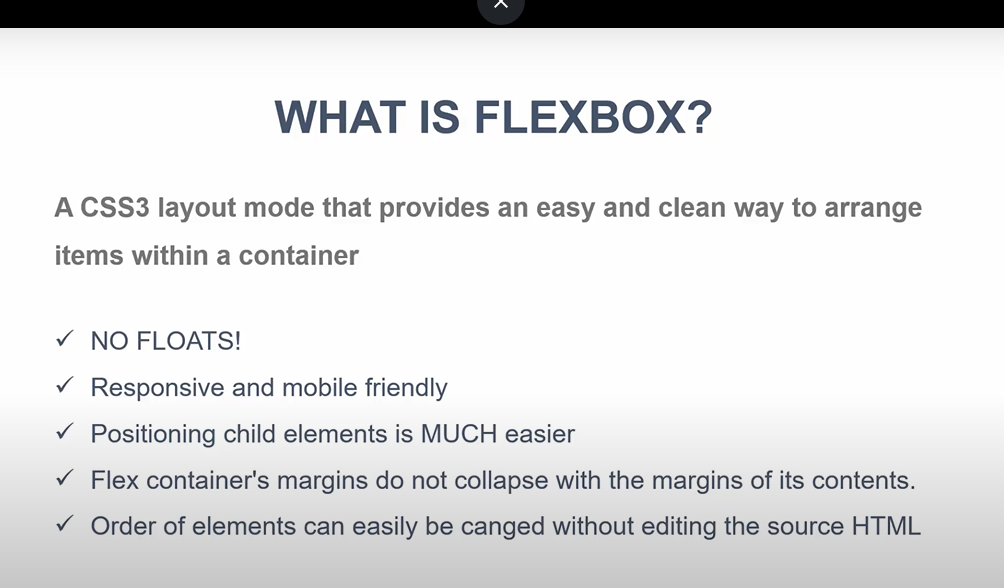 WHAT IS FLEXBOX?
A CSS3 layout mode that provides an easy and clean way to arrange
items within a container
✓ NO FLOATS!
✓ Responsive and mobile friendly
✓ Positioning child elements is MUCH easier
✓ Flex container's margins do not collapse with the margins of its contents.
✓ Order of elements can easily be canged without editing the source HTML